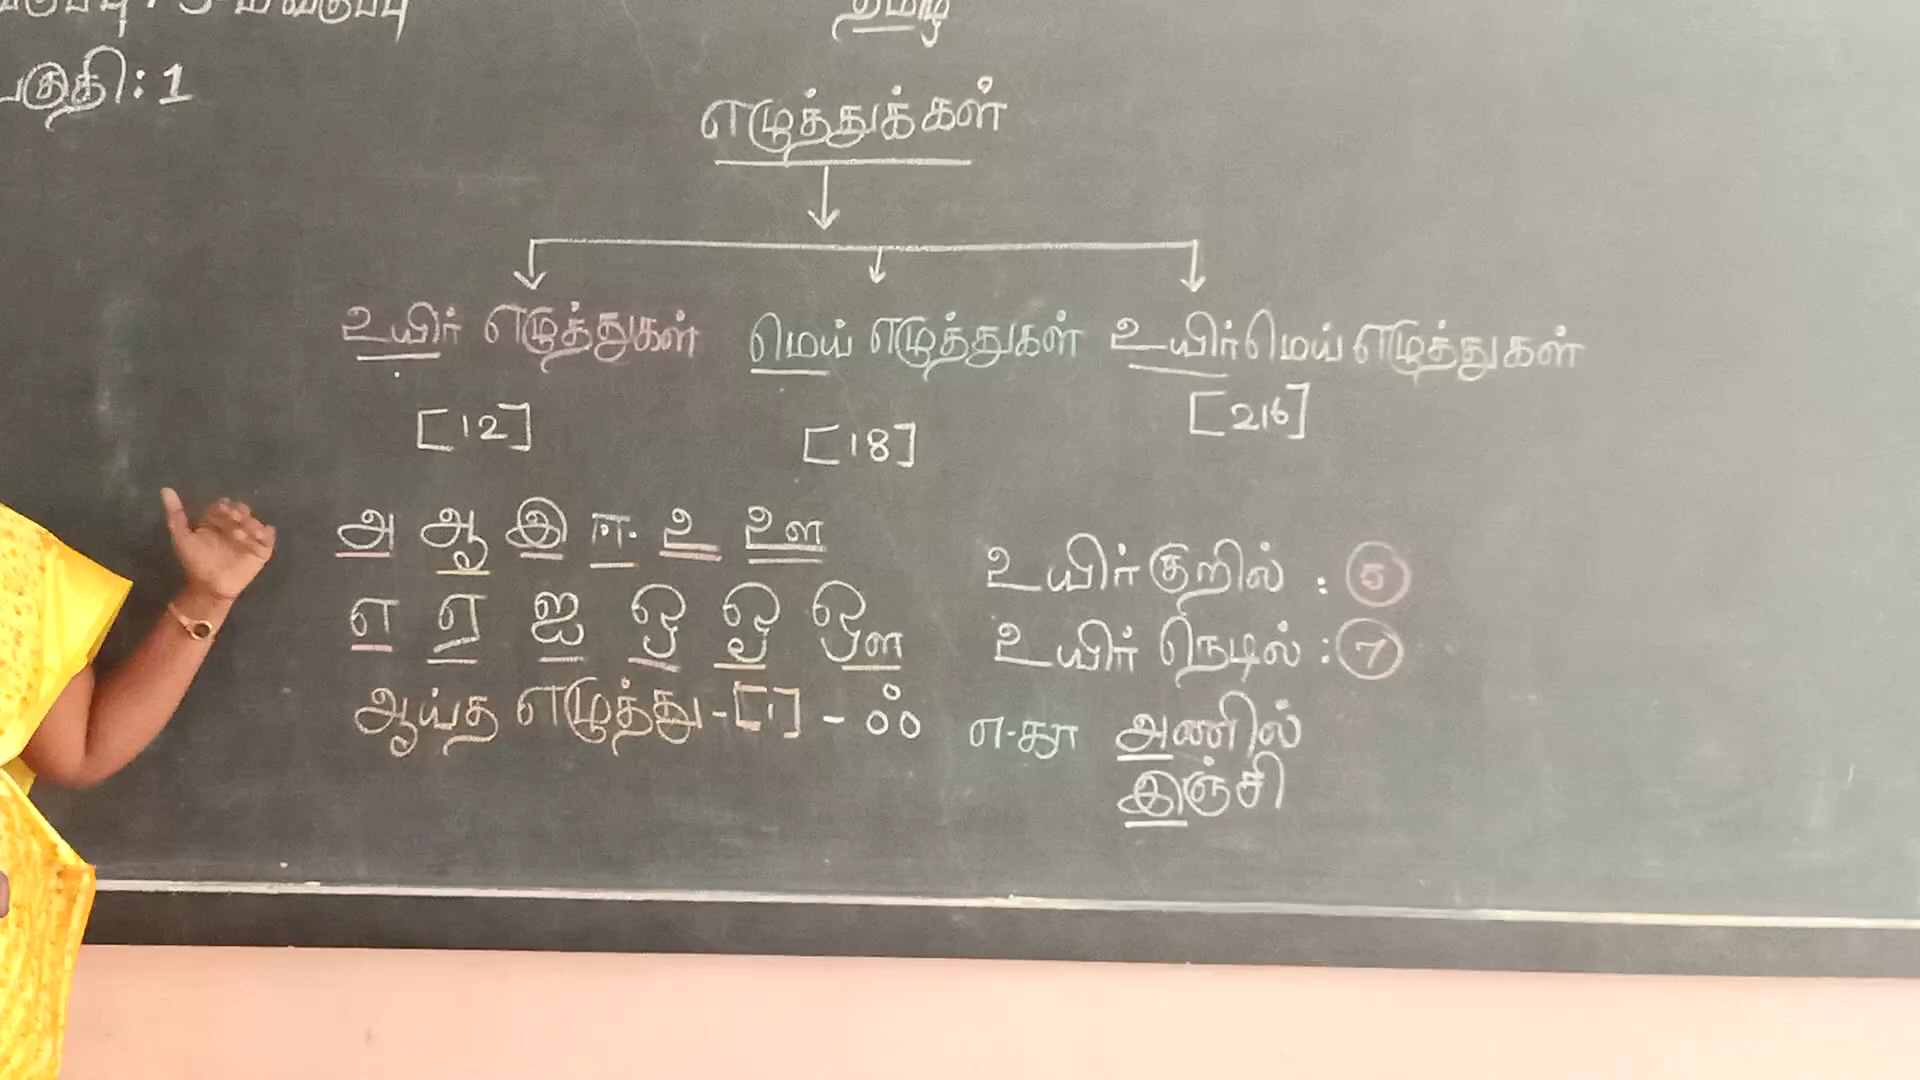 தமிழ்
பகுதி : 1
எழுத்துக்கள்
உயிர் எழுத்துகள் மெய் எழுத்துகள் உயிர்மெய் எழுத்துகள்
[12] [18] [216]
அ ஆ இ ஈ உ ஊ
எ ஏ ஐ ஒ ஓ ஔ
ஆய்த எழுத்து - [1] - ஃ
உயிர் குறில் : 5
உயிர் நெடில் : 7
எ-கா அணில்
இஞ்சி